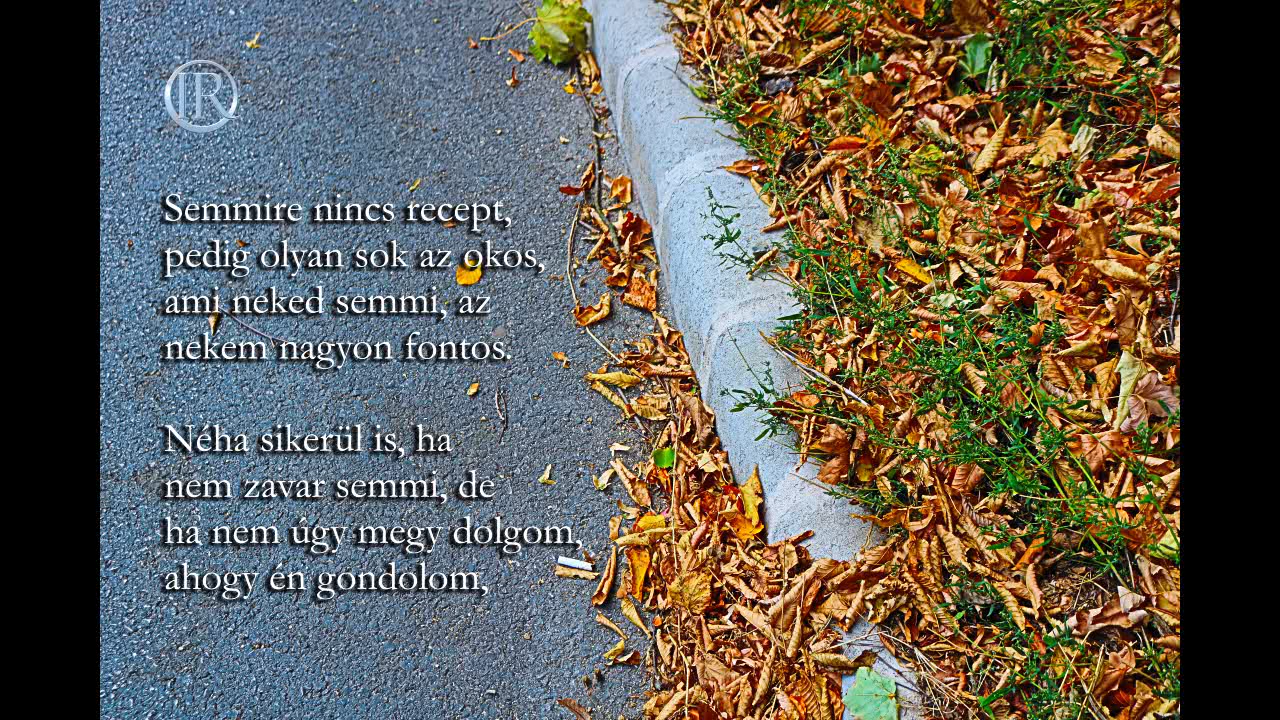 JR
Semmire nincs recept,
pedig olyan sok az okos,
ami neked semmi, az
nekem nagyon fontos.
Néha sikerül is, ha
nem zavar semmi, de
ha nem úgy megy dolgom,
ahogy én gondolom,